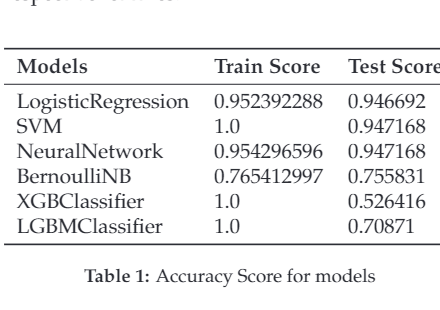 Models Train Score Test Score
LogisticRegression 0.952392288 0.946692
SVM 1.0 0.947168
NeuralNetwork 0.954296596 0.947168
BernoulliNB 0.765412997 0.755831
XGBClassifier 1.0 0.526416
LGBMClassifier 1.0 0.70871
Table 1: Accuracy Score for models